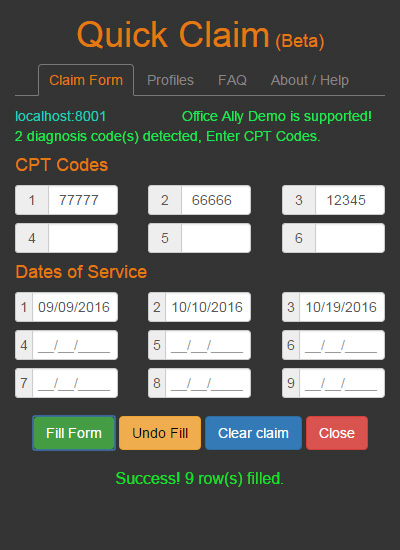 Quick Claim (Beta)
Claim Form Profiles FAQ About / Help
localhost:8001 Office Ally Demo is supported!
2 diagnosis code(s) detected, Enter CPT Codes.
CPT Codes
1 77777 2 66666 3 12345
4 5 6
Dates of Service
1 09/09/2016 2 10/10/2016 3 10/19/2016
4 __/__/____ 5 __/__/____ 6 __/__/____
7 __/__/____ 8 __/__/____ 9 __/__/____
Fill Form Undo Fill Clear claim Close
Success! 9 row(s) filled.